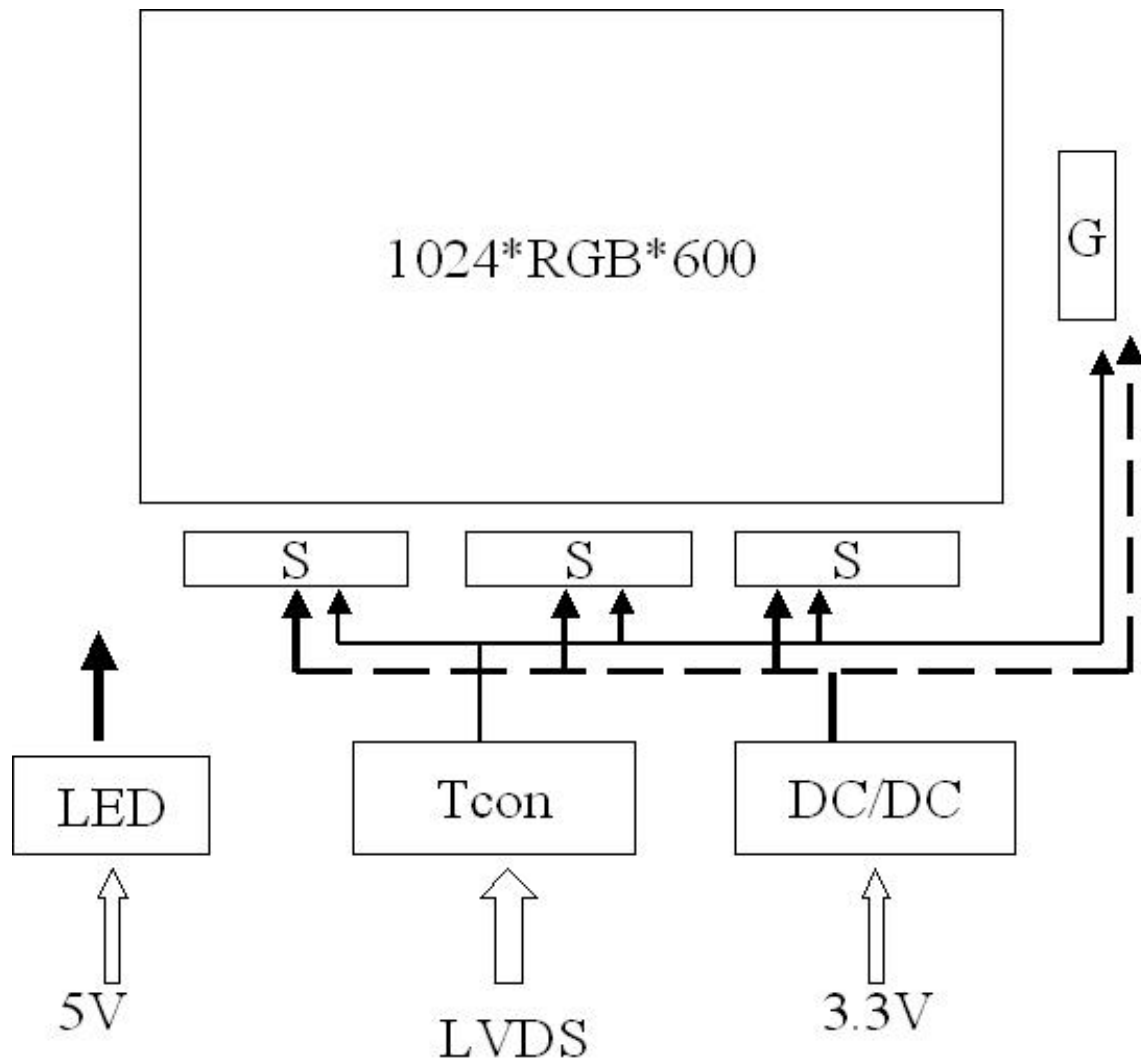 1024*RGB*600
G
S
S
S
LED
Tcon
DC/DC
5V
LVDS
3.3V